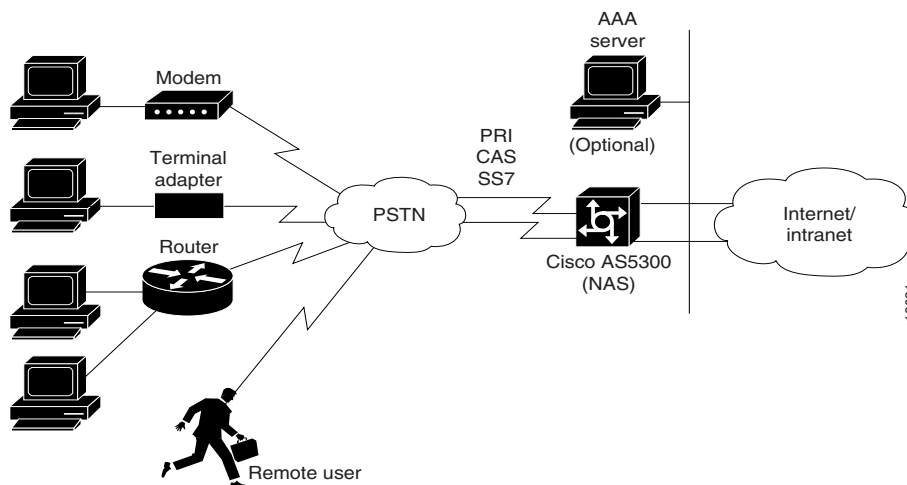 AAA
server
(Optional)
Modem
PRI
CAS
SS7
Terminal
adapter
PSTN
Internet/
intranet
Router
Cisco AS5300
(NAS)
Remote user